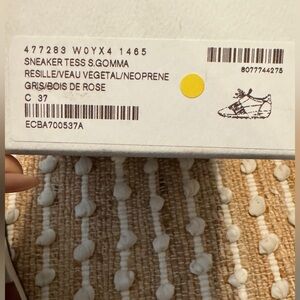 477283 W0YX4 1465
SNEAKER TESS S.GOMMA
RESILLE/VEAU VEGETAL/NEOPRENE
GRIS/BOIS DE ROSE
C 37
ECBA700537A
8077744275